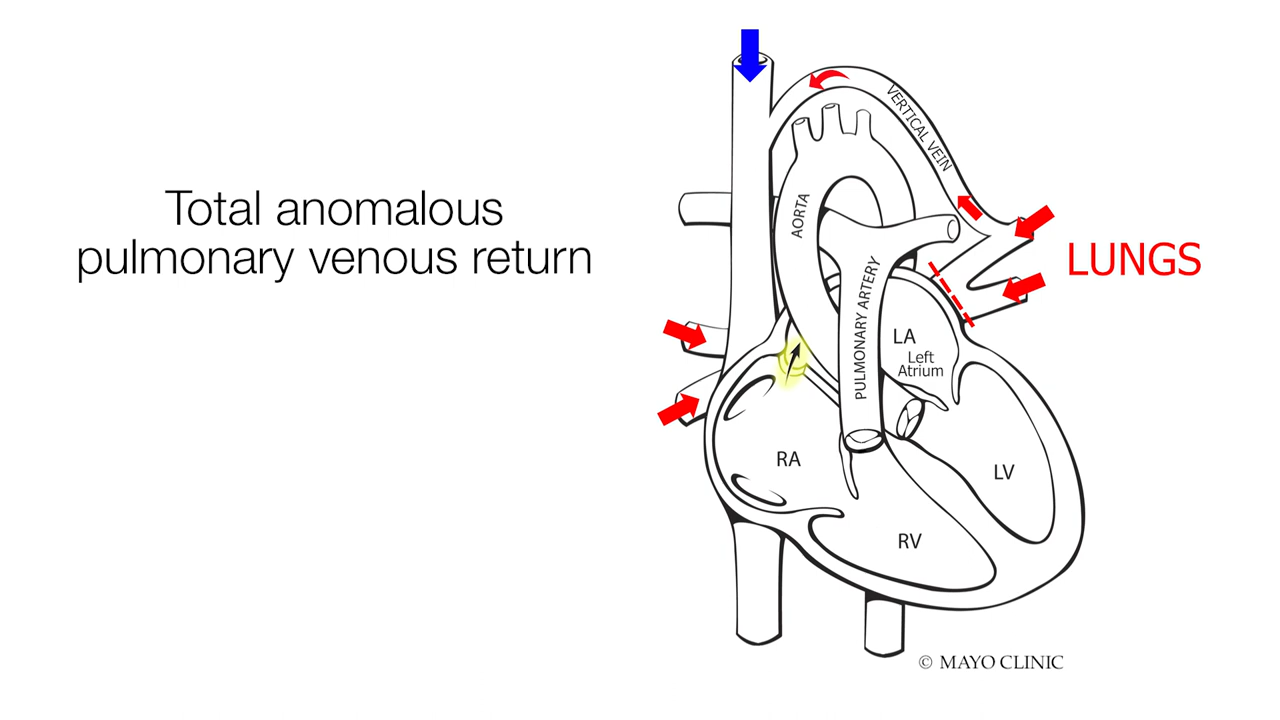 Total anomalous
pulmonary venous return
VERTICAL VEIN
AORTA
LUNGS
PULMONARY ARTERY
LA
Left
Atrium
RA
LV
RV
© MAYO CLINIC